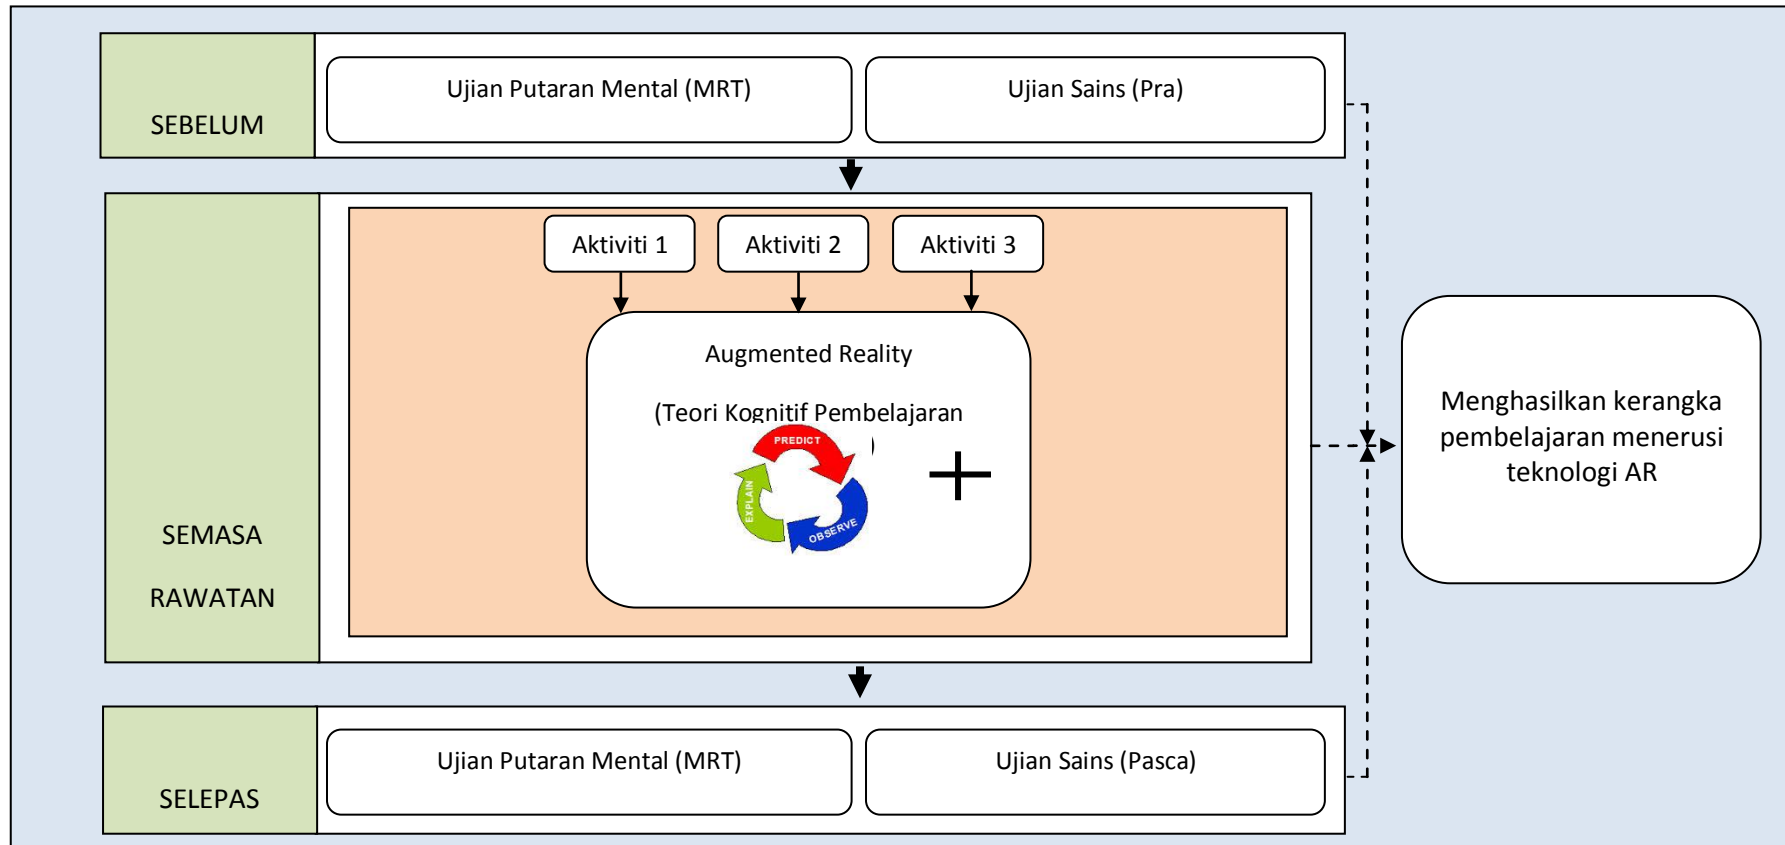 SEBELUM
Ujian Putaran Mental (MRT)
Ujian Sains (Pra)
SEMASA
RAWATAN
Aktiviti 1
Aktiviti 2
Aktiviti 3
Augmented Reality
(Teori Kognitif Pembelajaran
)
PREDICT
OBSERVE
EXPLAIN
SELEPAS
Ujian Putaran Mental (MRT)
Ujian Sains (Pasca)
Menghasilkan kerangka
pembelajaran menerusi
teknologi AR